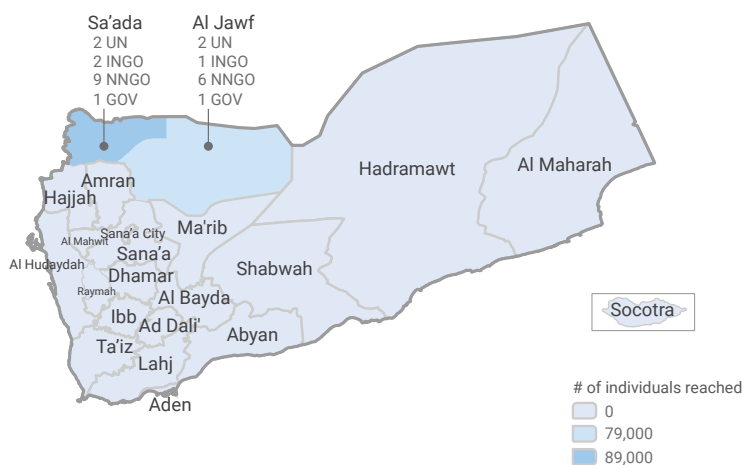 Sa’ada
2 UN
2 INGO
9 NNGO
1 GOV
Al Jawf
2 UN
1 INGO
6 NNGO
1 GOV
Hadramawt
Al Maharah
Amran
Hajjah
Ma'rib
Sana’a City
Al Mahwit
Sana’a
Al Hudaydah
Dhamar
Shabwah
Raymah
Al Bayda
Ibb
Ad Dali'
Abyan
Ta’iz
Lahj
Aden
Socotra
# of individuals reached
0
79,000
89,000